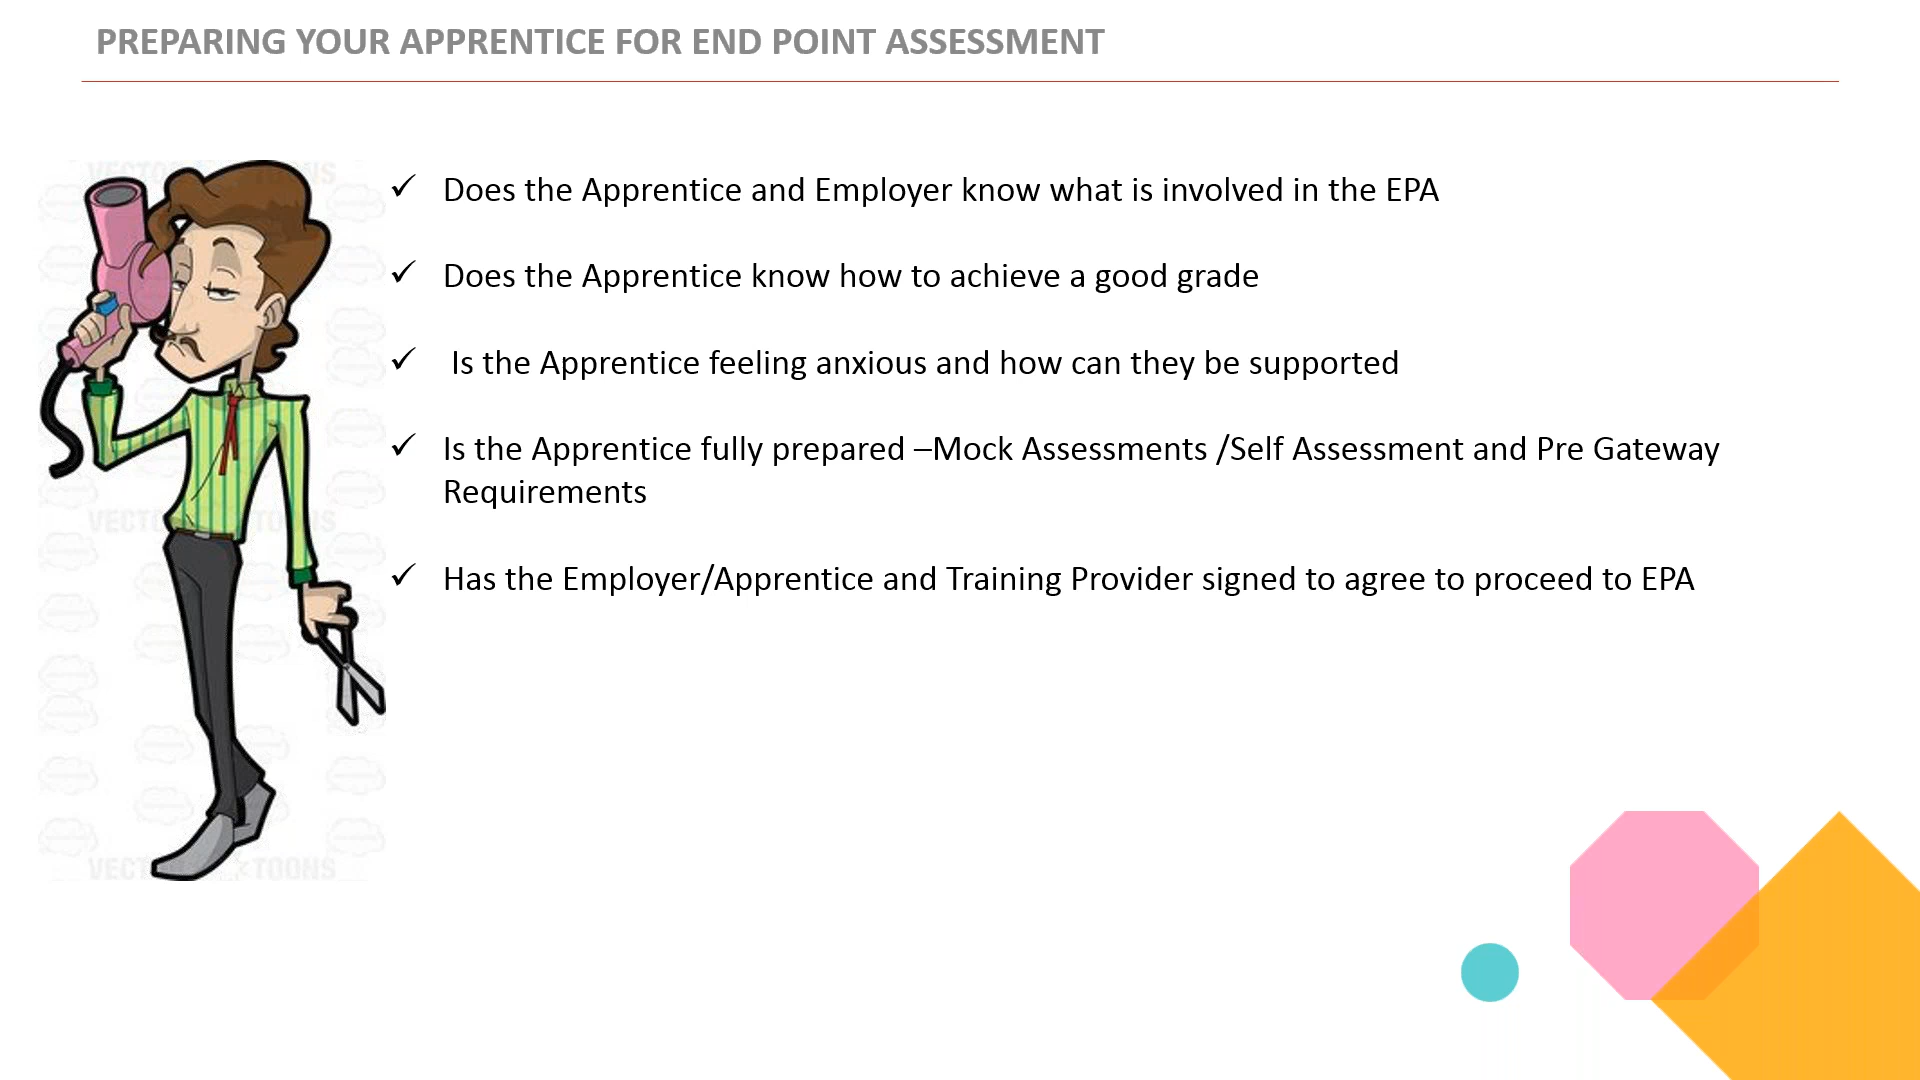 PREPARING YOUR APPRENTICE FOR END POINT ASSESSMENT
✓ Does the Apprentice and Employer know what is involved in the EPA
✓ Does the Apprentice know how to achieve a good grade
✓ Is the Apprentice feeling anxious and how can they be supported
✓ Is the Apprentice fully prepared –Mock Assessments /Self Assessment and Pre Gateway
Requirements
✓ Has the Employer/Apprentice and Training Provider signed to agree to proceed to EPA